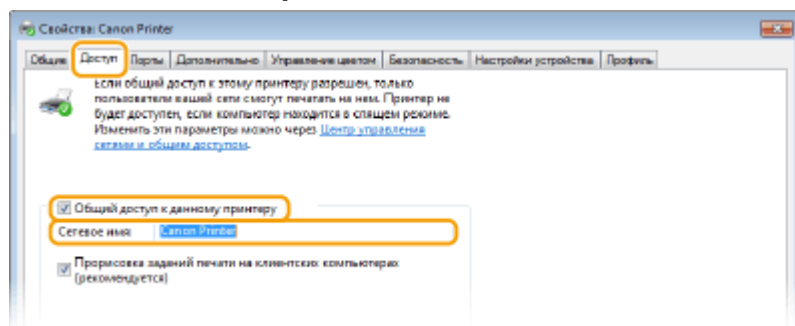 Свойства: Canon Printer
Общие Доступ Порты Дополнительно Управление цветом Безопасность Настройки устройства Профиль
Если общий доступ к этому принтеру разрешен, только
пользователи вашей сети смогут печатать на нем. Принтер не
будет доступен, если компьютер находится в спящем режиме.
Изменить эти параметры можно через Центр управления
сетями и общим доступом.
Общий доступ к данному принтеру
Сетевое имя: Canon Printer
Прорисовка заданий печати на клиентских компьютерах
(рекомендуется)